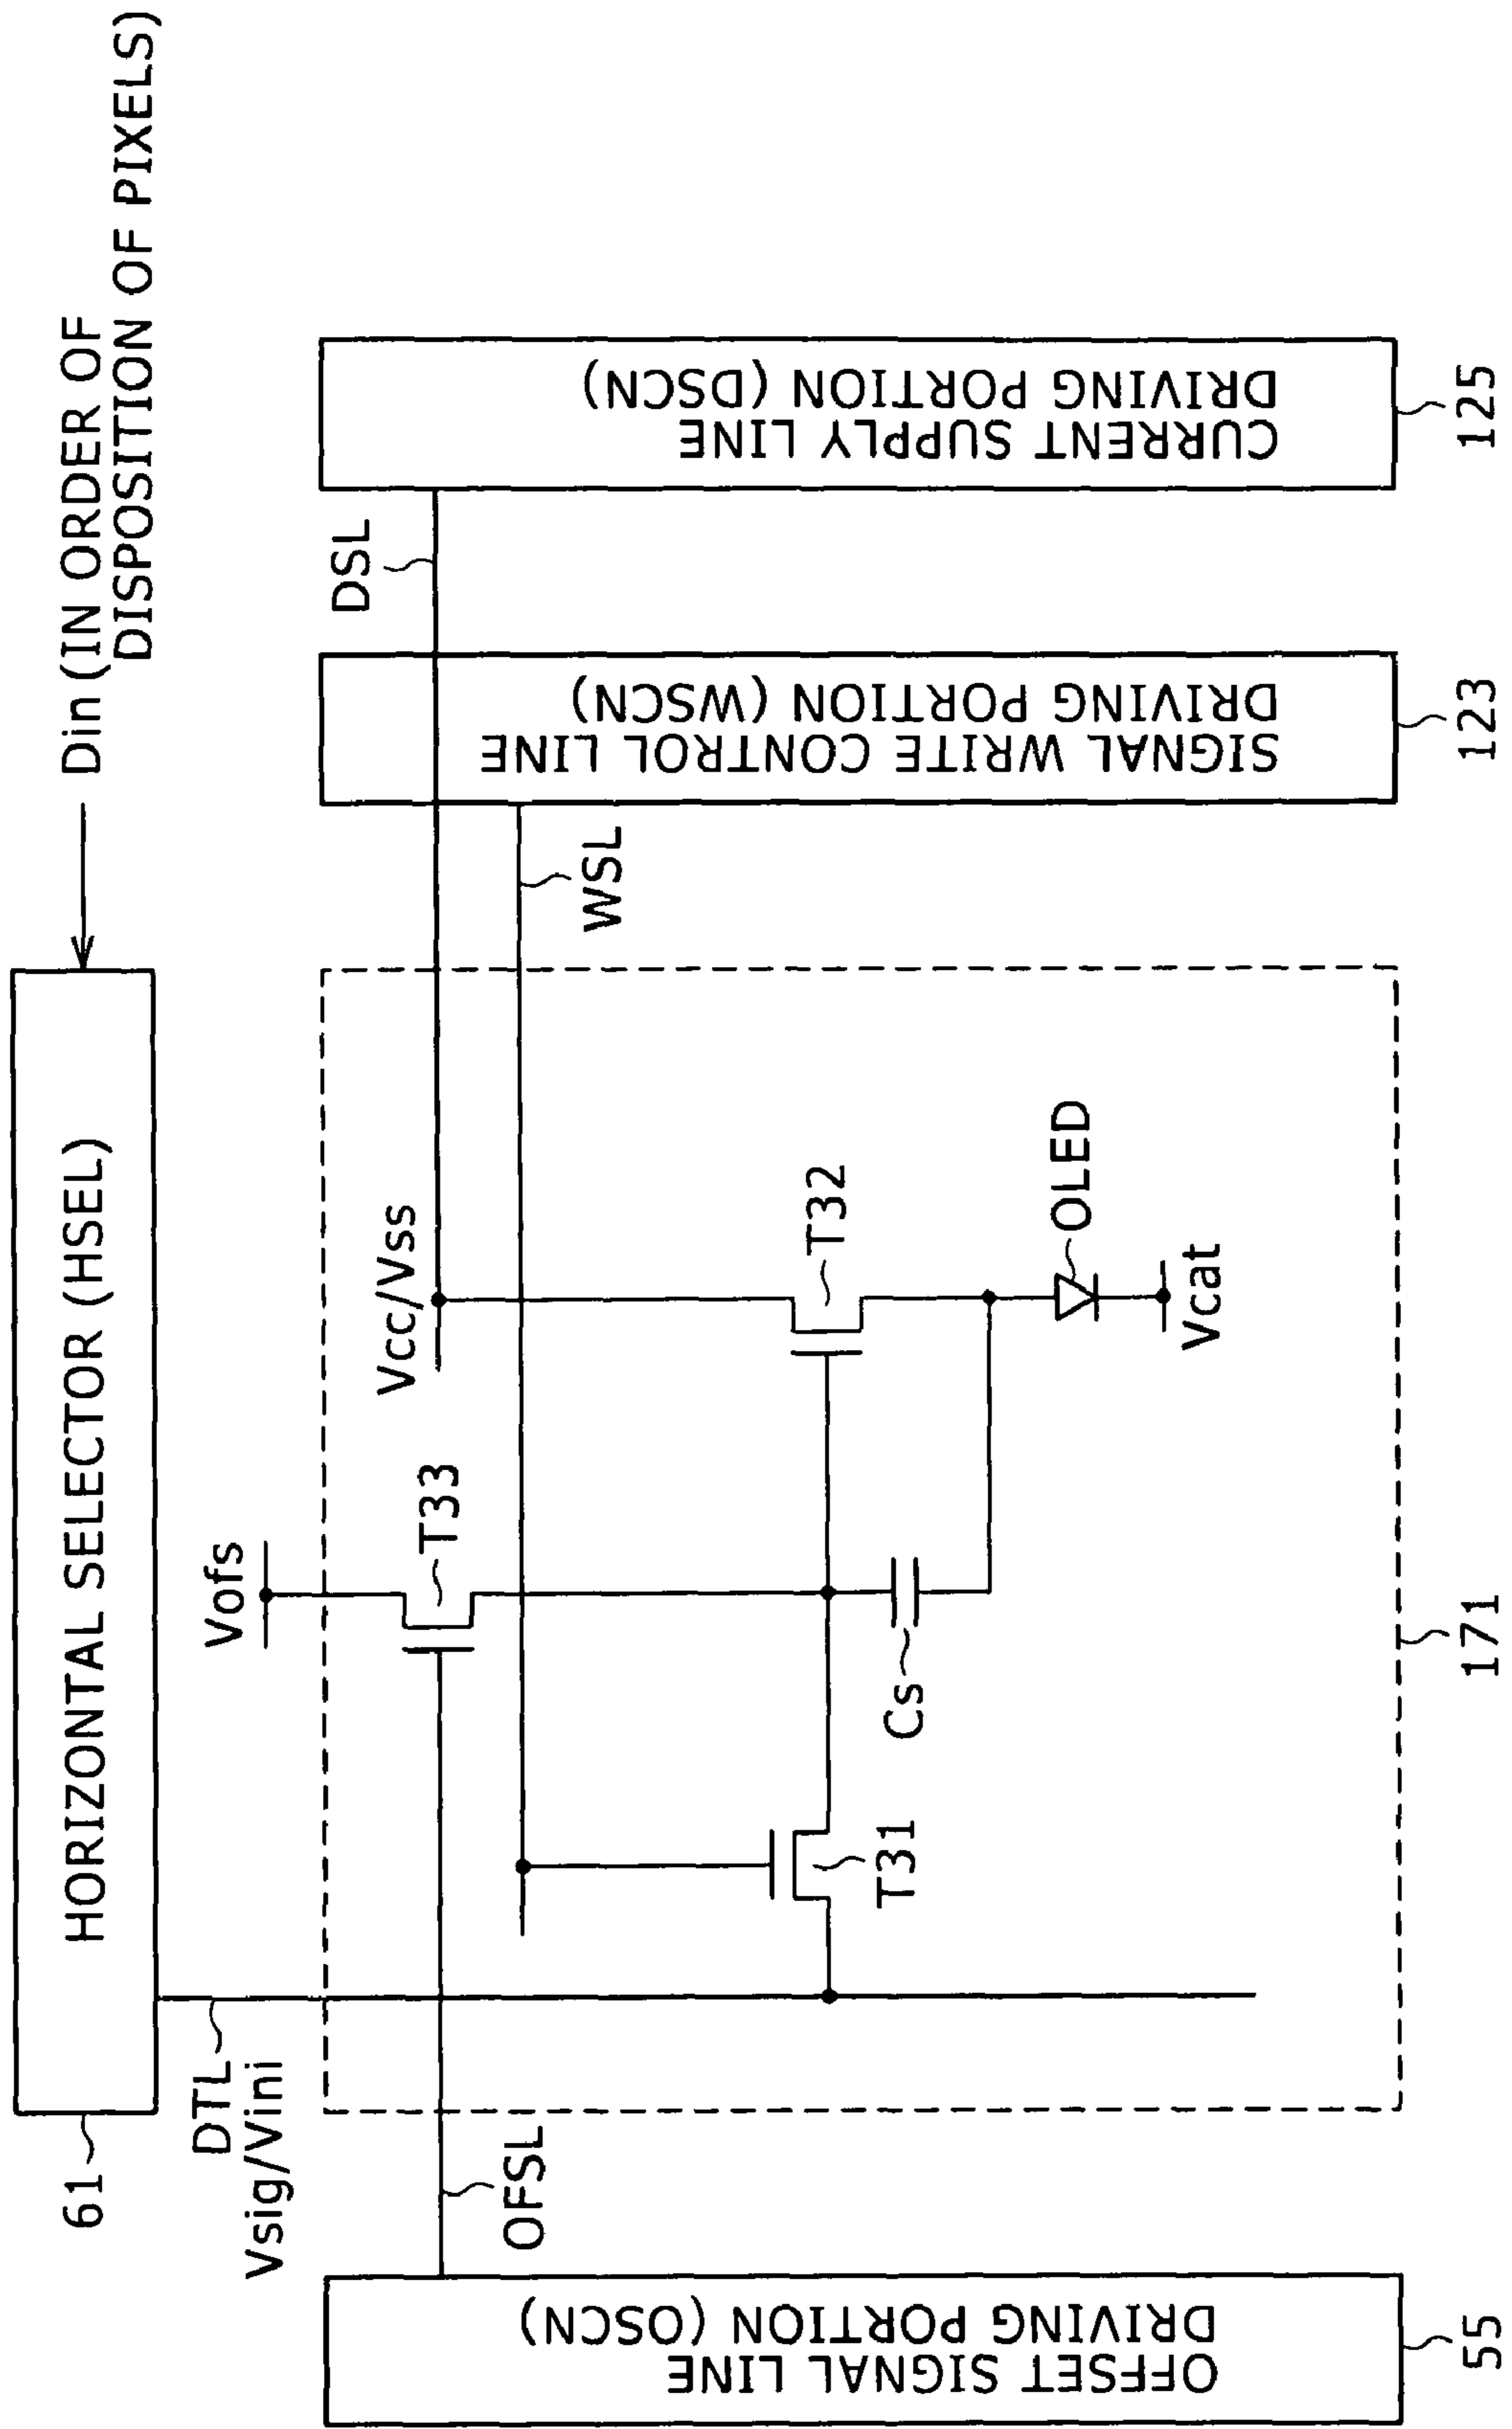 Din (IN ORDER OF
DISPOSITION OF PIXELS)
61
HORIZONTAL SELECTOR (HSEL)
DTL
Vsig/Vini
Vofs
OFSL
T33
Vcc/Vss
DSL
WSL
T31
Cs
T32
OLED
Vcat
OFFSET SIGNAL LINE
DRIVING PORTION (OSCN)
SIGNAL WRITE CONTROL LINE
DRIVING PORTION (WSCN)
CURRENT SUPPLY LINE
DRIVING PORTION (DSCN)
55
171
123
125